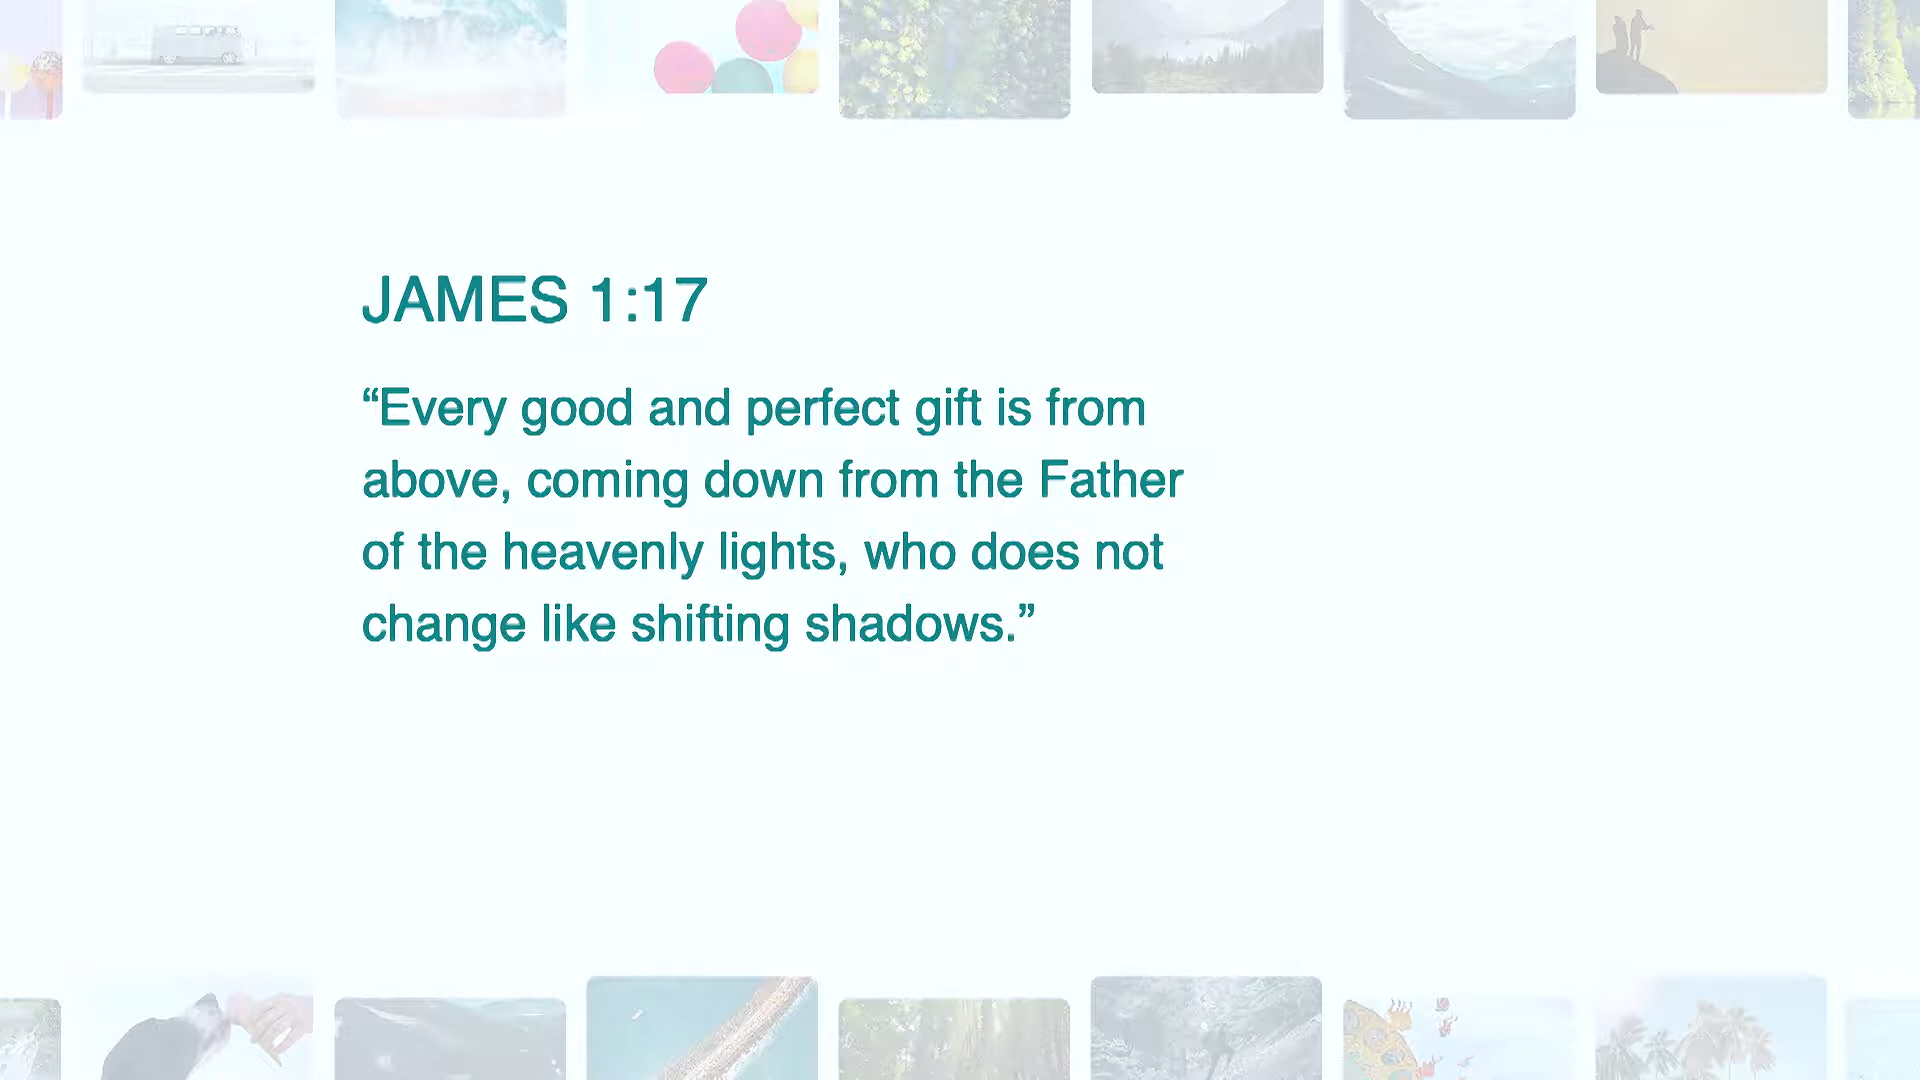 JAMES 1:17
“Every good and perfect gift is from
above, coming down from the Father
of the heavenly lights, who does not
change like shifting shadows.”